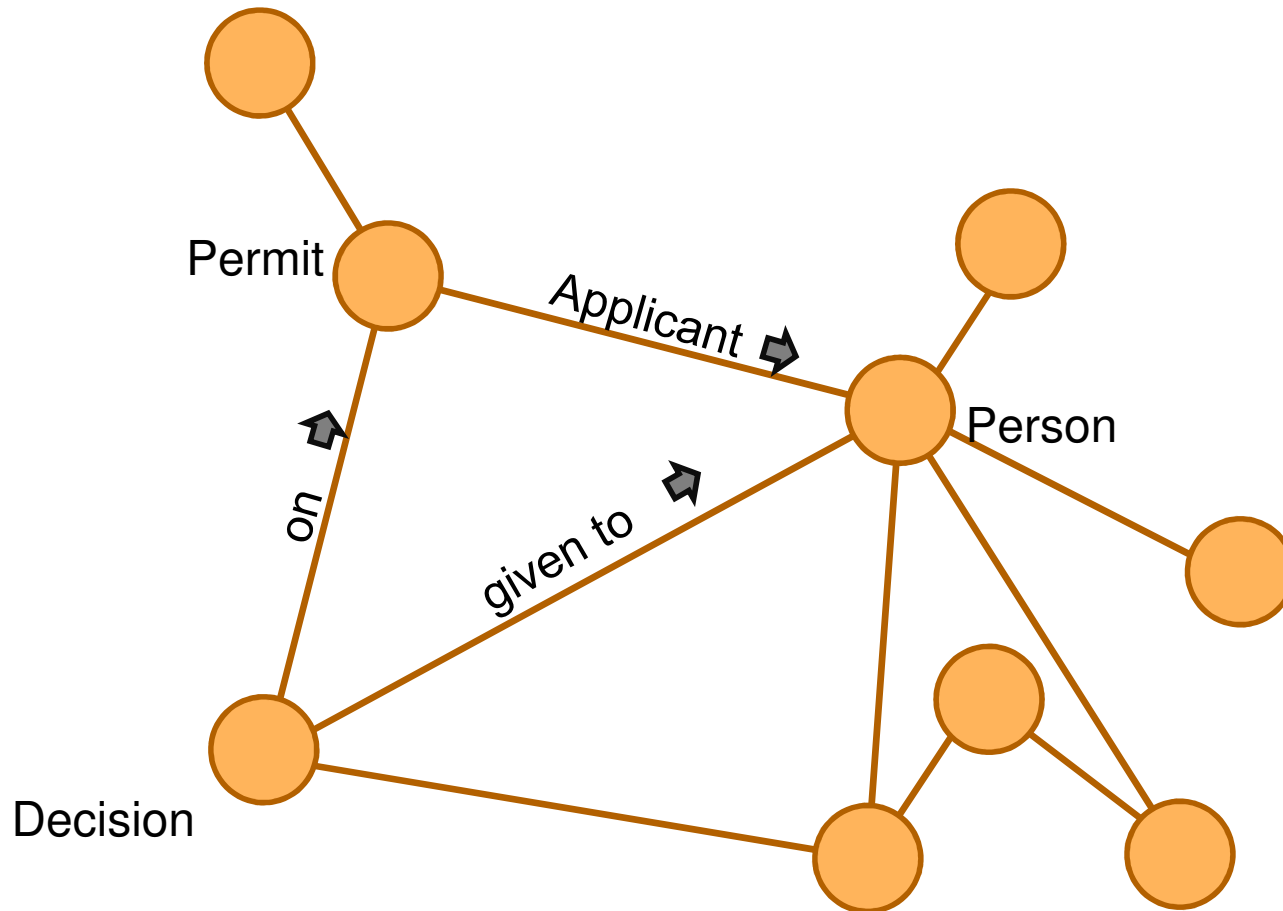 Permit
Applicant
Person
on
given to
Decision